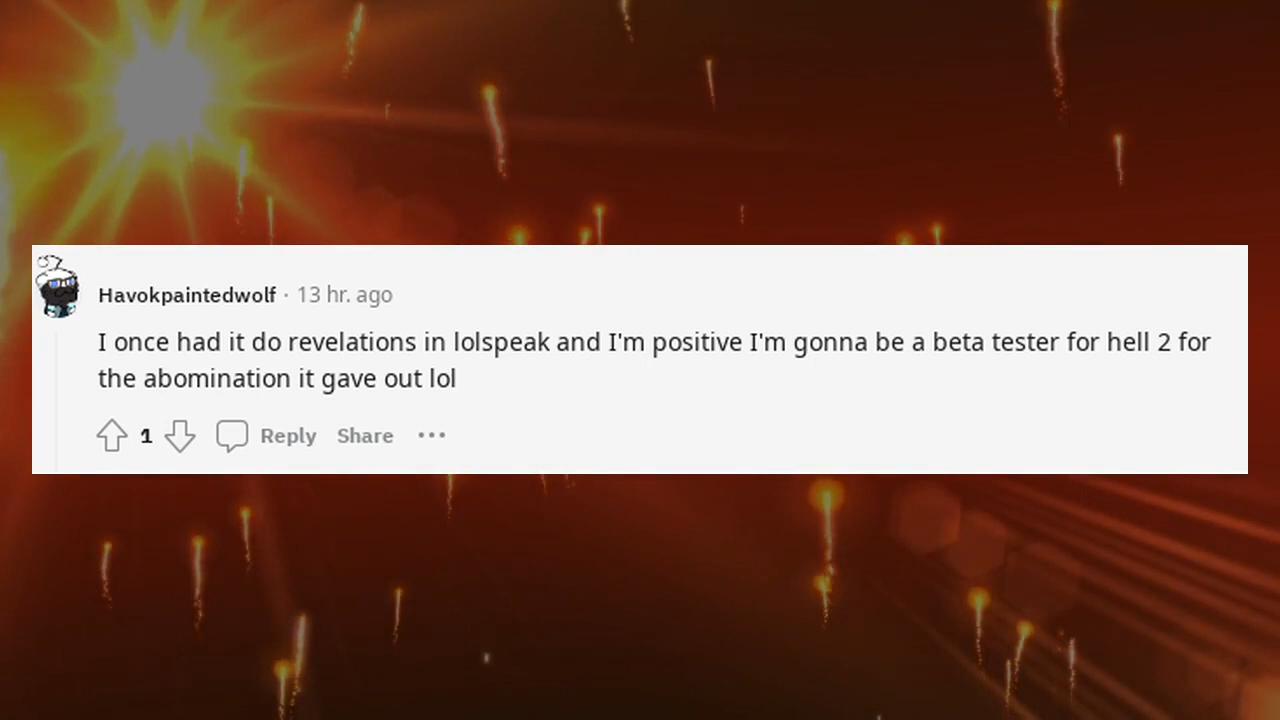 Havokpaintedwolf · 13 hr. ago
I once had it do revelations in lolspeak and I'm positive I'm gonna be a beta tester for hell 2 for
the abomination it gave out lol
1 Reply Share ···